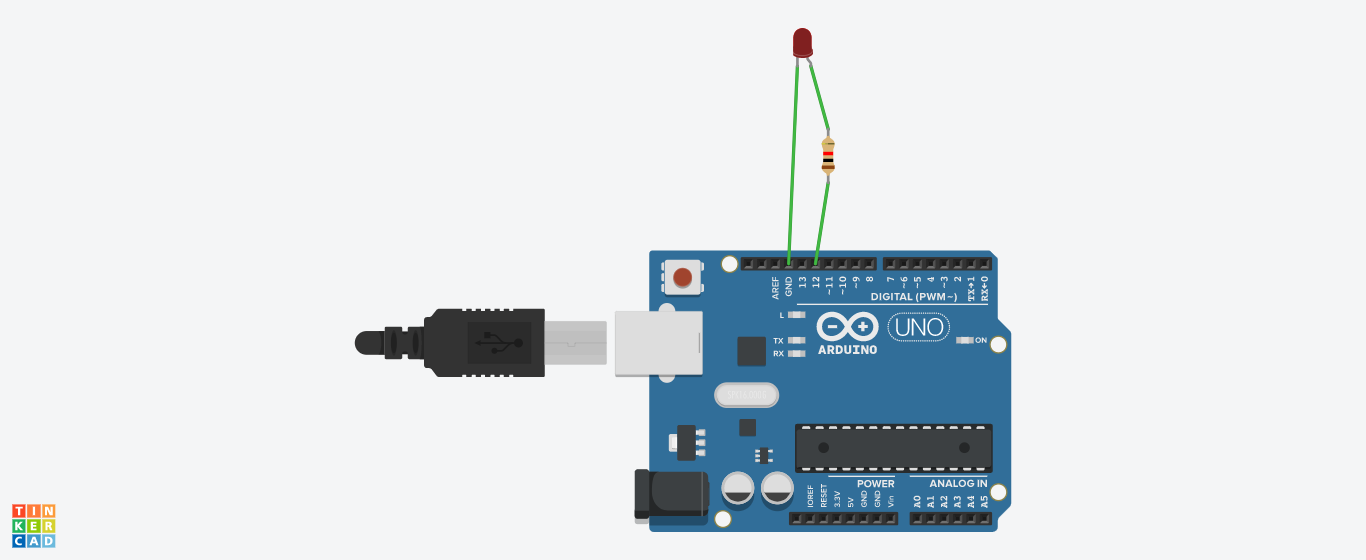 AREF
GND
13
12
~11
~10
~9
8
7
~6
~5
4
~3
2
TX→1
RX←0
DIGITAL (PWM~)
L
TX
RX
UNO
ARDUINO
ON
POWER
ANALOG IN
IOREF
RESET
3.3V
5V
GND
GND
Vin
A0
A1
A2
A3
A4
A5
TIN
KER
CAD